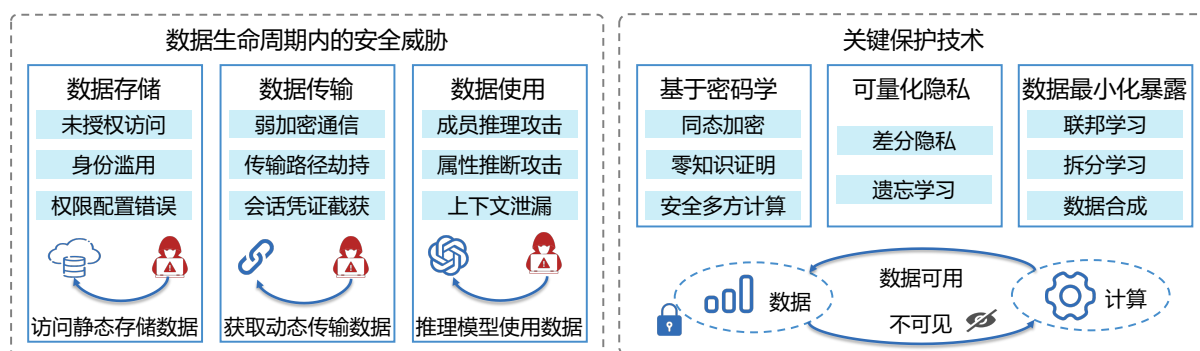 数据生命周期内的安全威胁
数据存储
未授权访问
身份滥用
权限配置错误
访问静态存储数据
数据传输
弱加密通信
传输路径劫持
会话凭证截获
获取动态传输数据
数据使用
成员推理攻击
属性推断攻击
上下文泄漏
推理模型使用数据
关键保护技术
基于密码学
同态加密
零知识证明
安全多方计算
可量化隐私
差分隐私
遗忘学习
数据最小化暴露
联邦学习
拆分学习
数据合成
数据
数据可用
不可见
计算